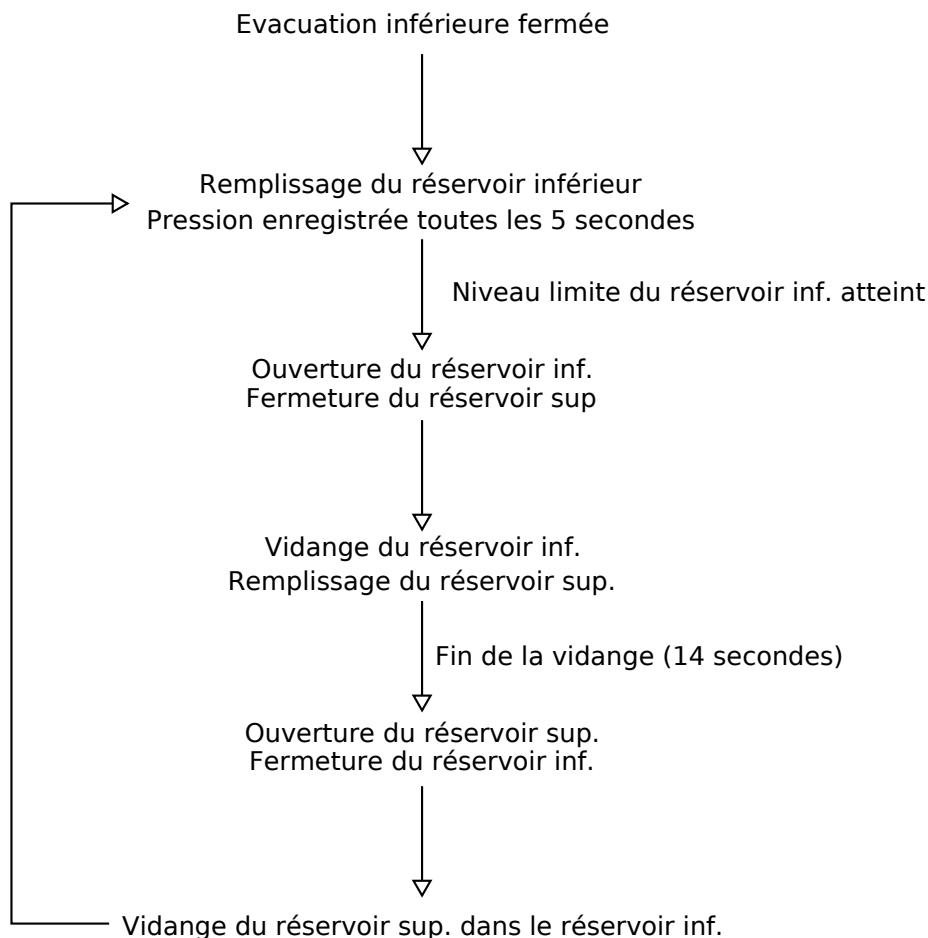 Evacuation inférieure fermée
Remplissage du réservoir inférieur
Pression enregistrée toutes les 5 secondes
Niveau limite du réservoir inf. atteint
Ouverture du réservoir inf.
Fermeture du réservoir sup
Vidange du réservoir inf.
Remplissage du réservoir sup.
Fin de la vidange (14 secondes)
Ouverture du réservoir sup.
Fermeture du réservoir inf.
Vidange du réservoir sup. dans le réservoir inf.